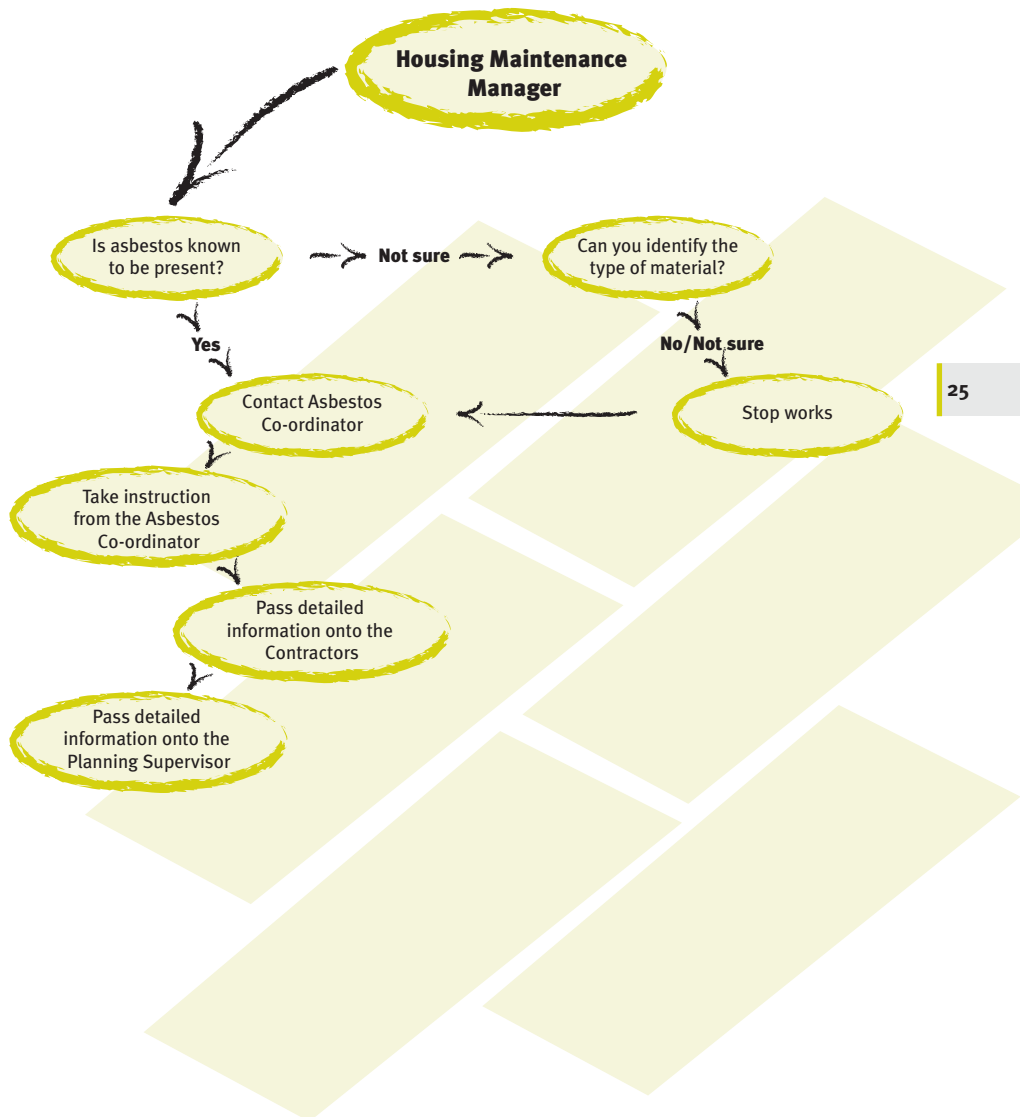 Housing Maintenance
Manager
Is asbestos known
to be present?
Not sure
Can you identify the
type of material?
Yes
No/Not sure
Contact Asbestos
Co-ordinator
Stop works
25
Take instruction
from the Asbestos
Co-ordinator
Pass detailed
information onto the
Contractors
Pass detailed
information onto the
Planning Supervisor